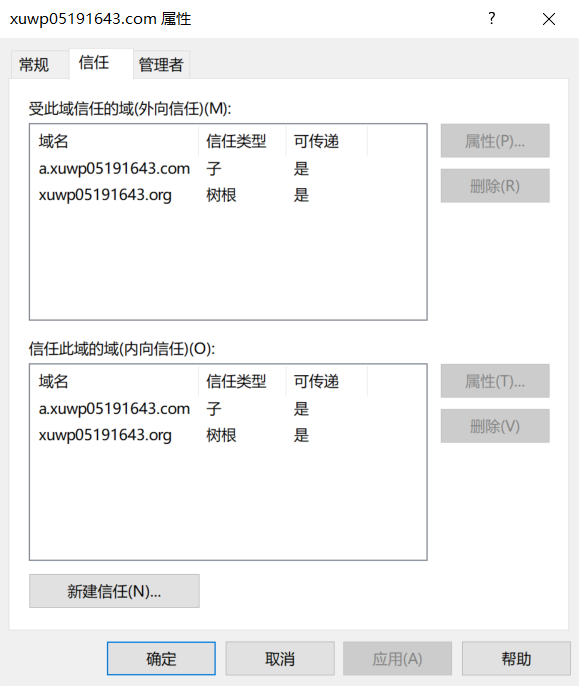 xuwp05191643.com 属性 ?
常规 信任 管理者
受此域信任的域(外向信任)(M):
域名 信任类型 可传递
属性(P)...
a.xuwp05191643.com 子 是
删除(R)
xuwp05191643.org 树根 是
信任此域的域(内向信任)(O):
域名 信任类型 可传递
属性(T)...
a.xuwp05191643.com 子 是
删除(V)
xuwp05191643.org 树根 是
新建信任(N)...
确定 取消 应用(A) 帮助